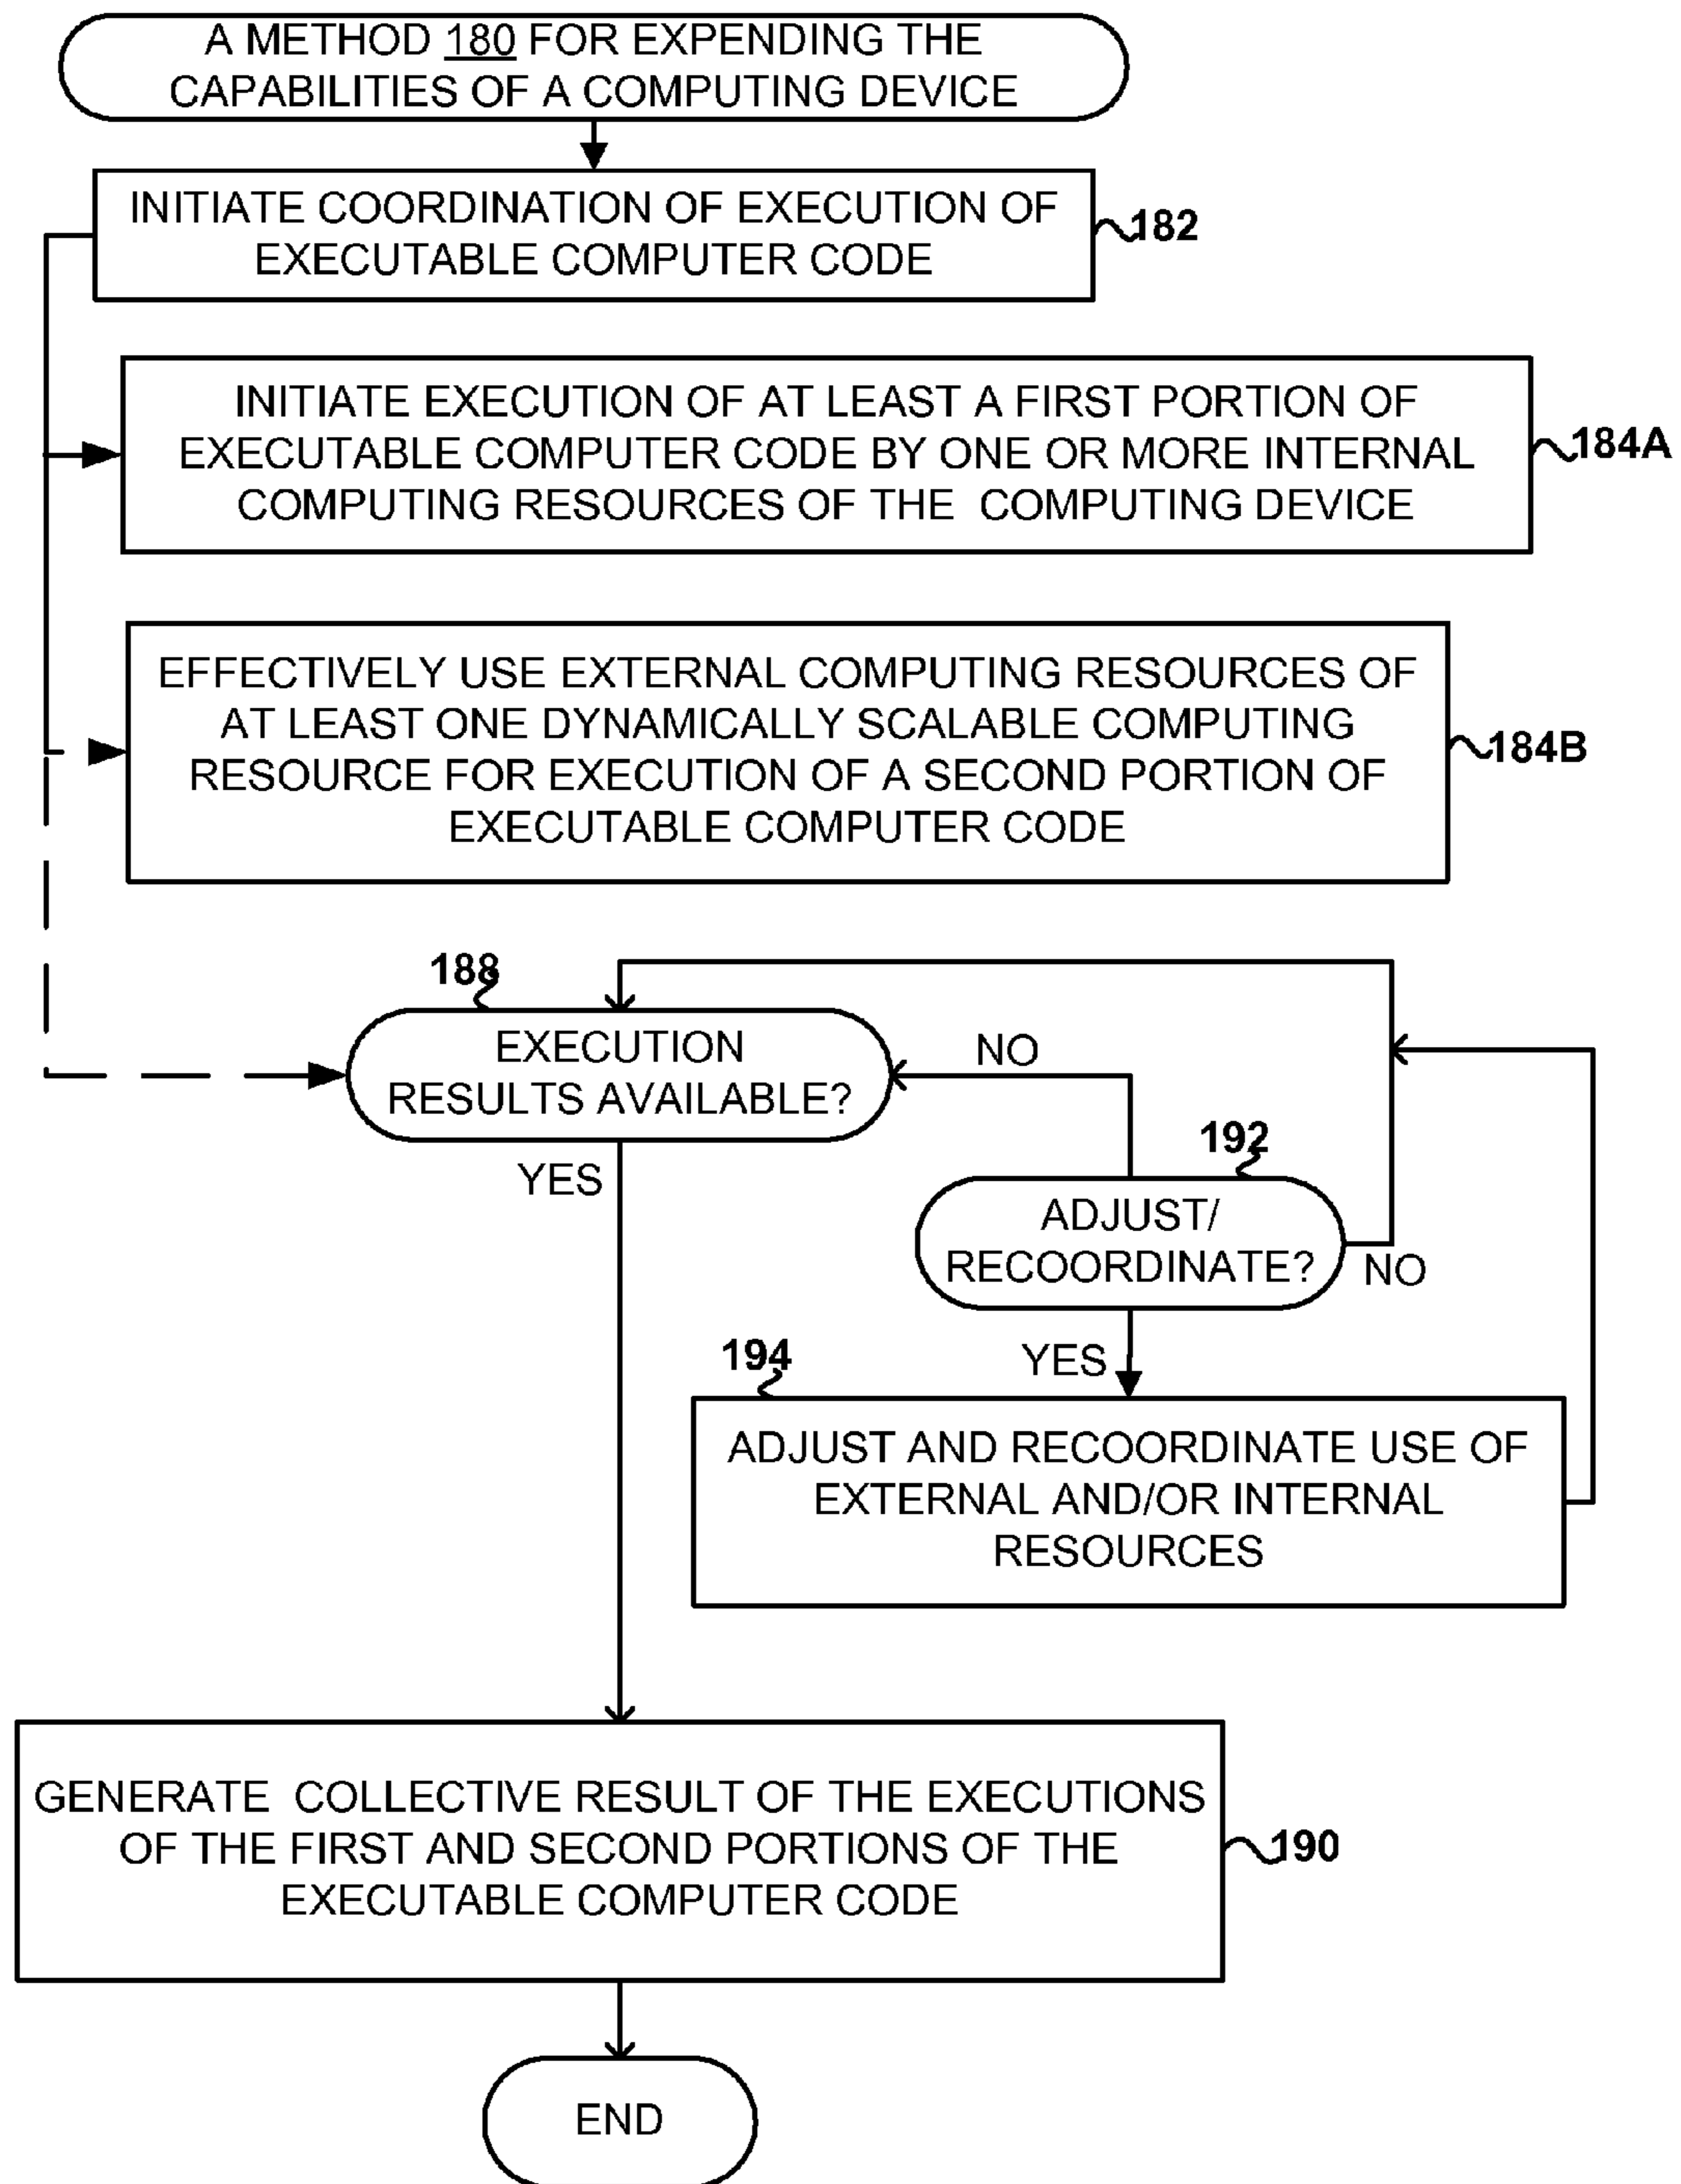 A METHOD 180 FOR EXPENDING THE
CAPABILITIES OF A COMPUTING DEVICE
INITIATE COORDINATION OF EXECUTION OF
EXECUTABLE COMPUTER CODE
182
INITIATE EXECUTION OF AT LEAST A FIRST PORTION OF
EXECUTABLE COMPUTER CODE BY ONE OR MORE INTERNAL
COMPUTING RESOURCES OF THE COMPUTING DEVICE
184A
EFFECTIVELY USE EXTERNAL COMPUTING RESOURCES OF
AT LEAST ONE DYNAMICALLY SCALABLE COMPUTING
RESOURCE FOR EXECUTION OF A SECOND PORTION OF
EXECUTABLE COMPUTER CODE
184B
188
EXECUTION
RESULTS AVAILABLE?
NO
YES
192
ADJUST/
RECOORDINATE?
NO
YES
194
ADJUST AND RECOORDINATE USE OF
EXTERNAL AND/OR INTERNAL
RESOURCES
GENERATE COLLECTIVE RESULT OF THE EXECUTIONS
OF THE FIRST AND SECOND PORTIONS OF THE
EXECUTABLE COMPUTER CODE
190
END